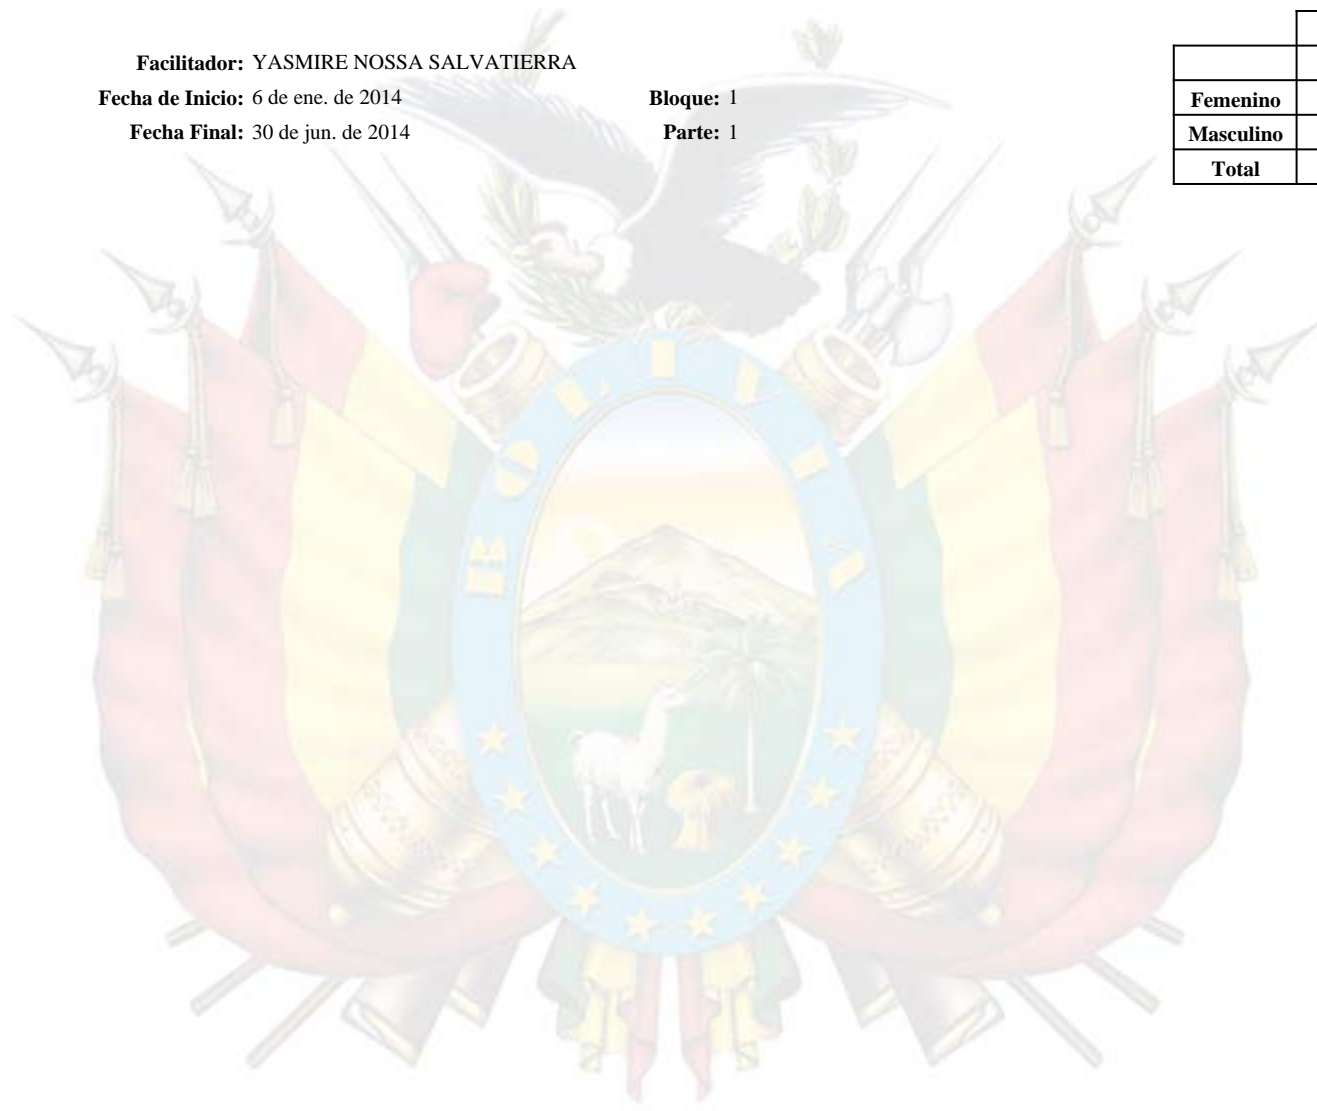 Facilitador: YASMIRE NOSSA SALVATIERRA
Fecha de Inicio: 6 de ene. de 2014 Bloque: 1
Fecha Final: 30 de jun. de 2014 Parte: 1
Femenino
Masculino
Total
BOLIVIA